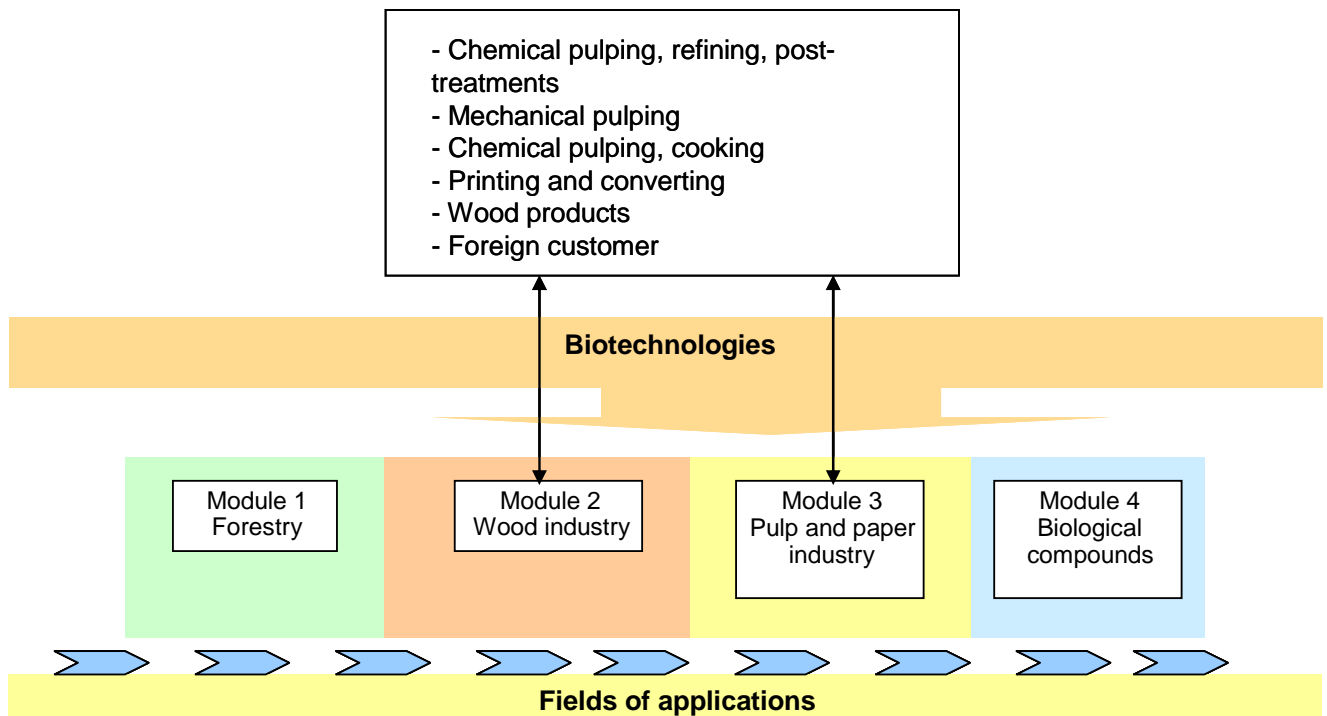 - Chemical pulping, refining, post-
treatments
- Mechanical pulping
- Chemical pulping, cooking
- Printing and converting
- Wood products
- Foreign customer
Biotechnologies
Module 1
Forestry
Module 2
Wood industry
Module 3
Pulp and paper
industry
Module 4
Biological
compounds
Fields of applications